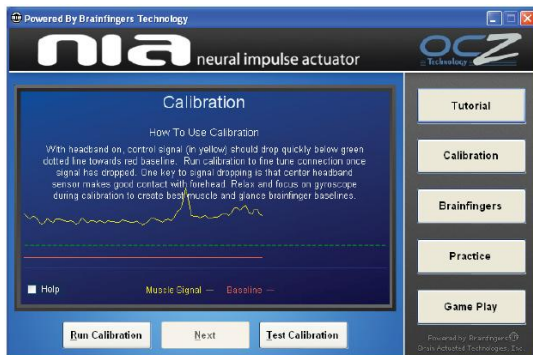 Powered By Brainfingers Technology
nia neural impulse actuator
OCZ
Technology
Calibration
How To Use Calibration
With headband on, control signal (in yellow) should drop quickly below green
dotted line towards red baseline. Run calibration to fine tune connection once
signal has dropped. One key to signal dropping is that center headband
sensor makes good contact with forehead. Relax and focus on gyroscope
during calibration to create best muscle and glance brainfinger baselines.
Help
Muscle Signal — Baseline —
Run Calibration
Next
Test Calibration
Tutorial
Calibration
Brainfingers
Practice
Game Play
Powered by Brainfingers
Brain Actuated Technologies, Inc